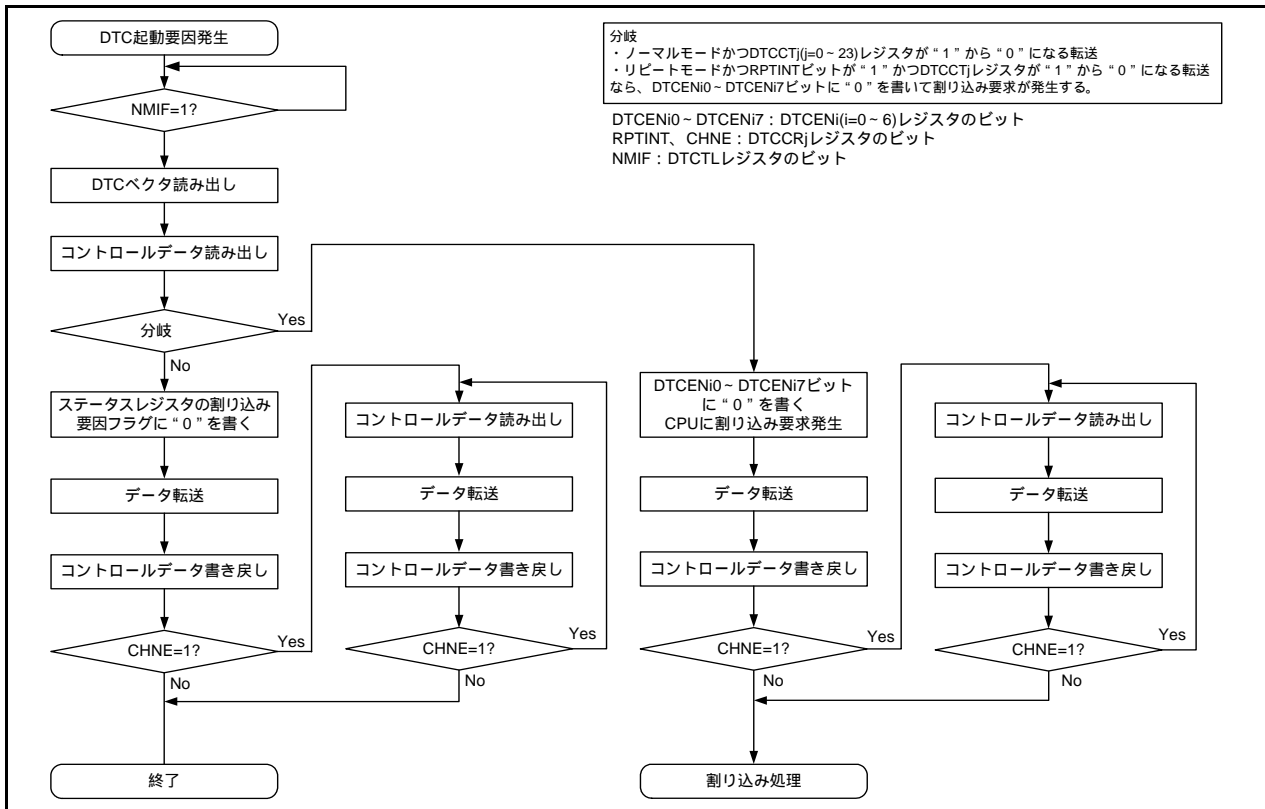 DTC起動要因発生
NMIF=1?
DTCベクタ読み出し
コントロールデータ読み出し
分岐
Yes
No
ステータスレジスタの割り込み
要因フラグに“0”を書く
データ転送
コントロールデータ書き戻し
CHNE=1?
Yes
No
終了
コントロールデータ読み出し
データ転送
コントロールデータ書き戻し
CHNE=1?
Yes
No
分岐
・ノーマルモードかつDTCCTj(j=0~23)レジスタが“1”から“0”になる転送
・リピートモードかつRPTINTビットが“1”かつDTCCTjレジスタが“1”から“0”になる転送
なら、DTCENi0~DTCENi7ビットに“0”を書いて割り込み要求が発生する。
DTCENi0~DTCENi7:DTCENi(i=0~6)レジスタのビット
RPTINT、CHNE:DTCCRjレジスタのビット
NMIF:DTCTLレジスタのビット
DTCENi0~DTCENi7ビット
に“0”を書く
CPUに割り込み要求発生
データ転送
コントロールデータ書き戻し
CHNE=1?
Yes
No
割り込み処理
コントロールデータ読み出し
データ転送
コントロールデータ書き戻し
CHNE=1?
Yes
No